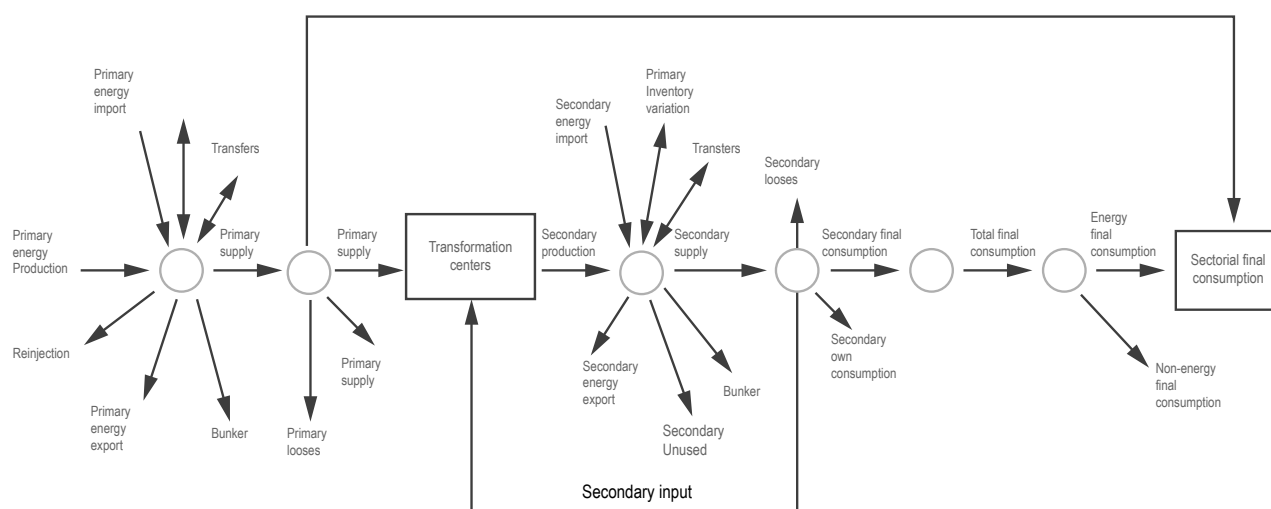 Primary
energy
import
Transfers
Primary
energy
Production
Primary
supply
Primary
supply
Reinjection
Primary
energy
export
Bunker
Primary
looses
Primary
supply
Transformation
centers
Secondary
production
Secondary
energy
import
Primary
Inventory
variation
Transters
Secondary
supply
Secondary
energy
export
Secondary
Unused
Bunker
Secondary
looses
Secondary final
consumption
Secondary
own
consumption
Total final
consumption
Energy
final
consumption
Non-energy
final
consumption
Sectorial final
consumption
Secondary input